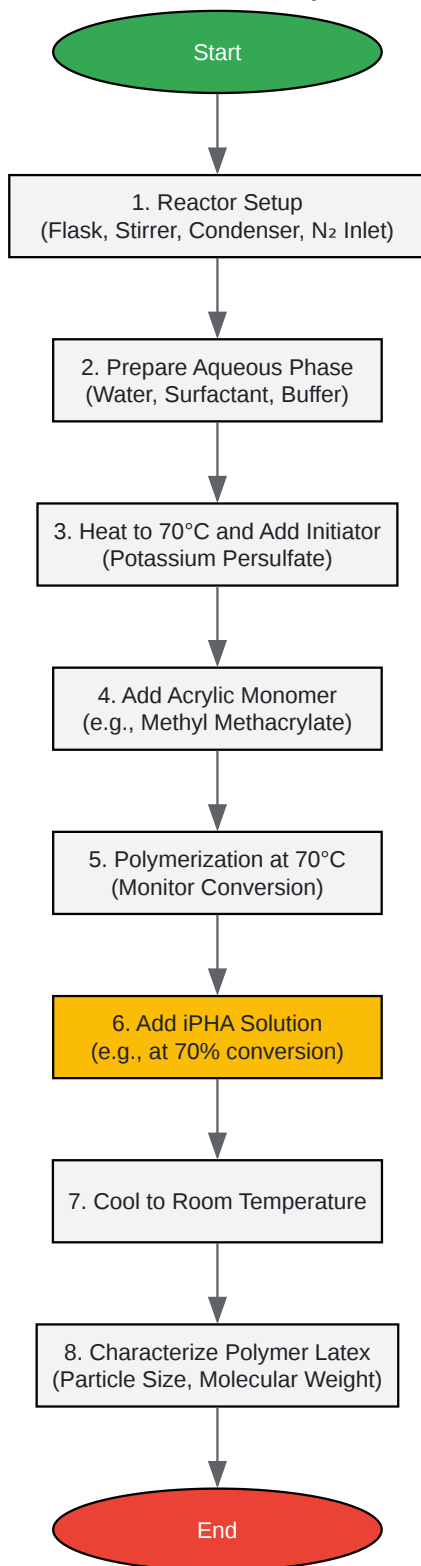 Start
1. Reactor Setup
(Flask, Stirrer, Condenser, N₂ Inlet)
2. Prepare Aqueous Phase
(Water, Surfactant, Buffer)
3. Heat to 70°C and Add Initiator
(Potassium Persulfate)
4. Add Acrylic Monomer
(e.g., Methyl Methacrylate)
5. Polymerization at 70°C
(Monitor Conversion)
6. Add iPHA Solution
(e.g., at 70% conversion)
7. Cool to Room Temperature
8. Characterize Polymer Latex
(Particle Size, Molecular Weight)
End